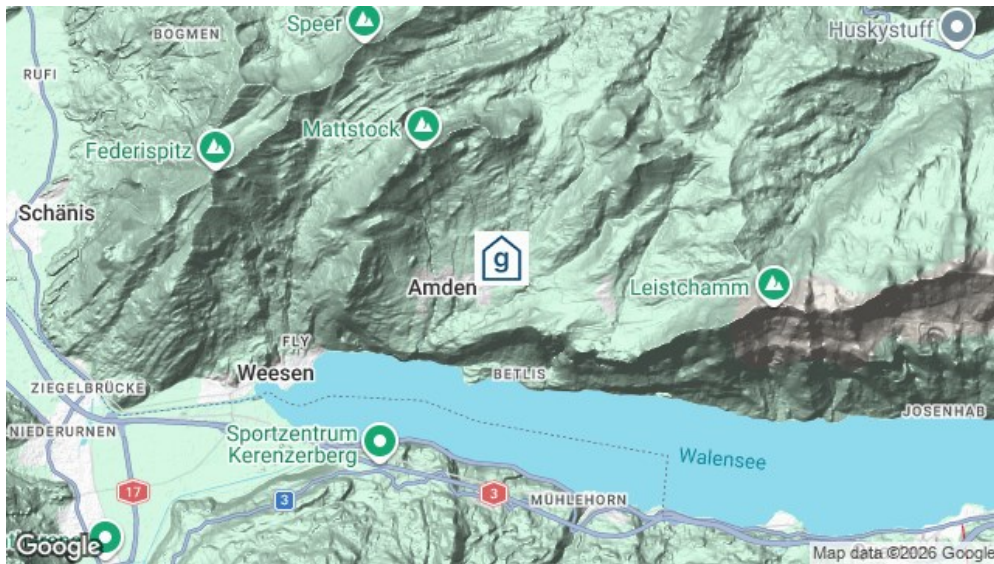 Speer
BOGMEN
Huskystuff
RUFI
Mattstock
Federispitz
Schänis
g
Amden
Leistchamm
FLY
Weesen
BETLIS
ZIEGELBRÜCKE
JOSENHAB
NIEDERURNEN
Sportzentrum
Kerenzerberg
Walensee
17
3
3
MÜHLEHORN
Google
Map data ©2026 Google